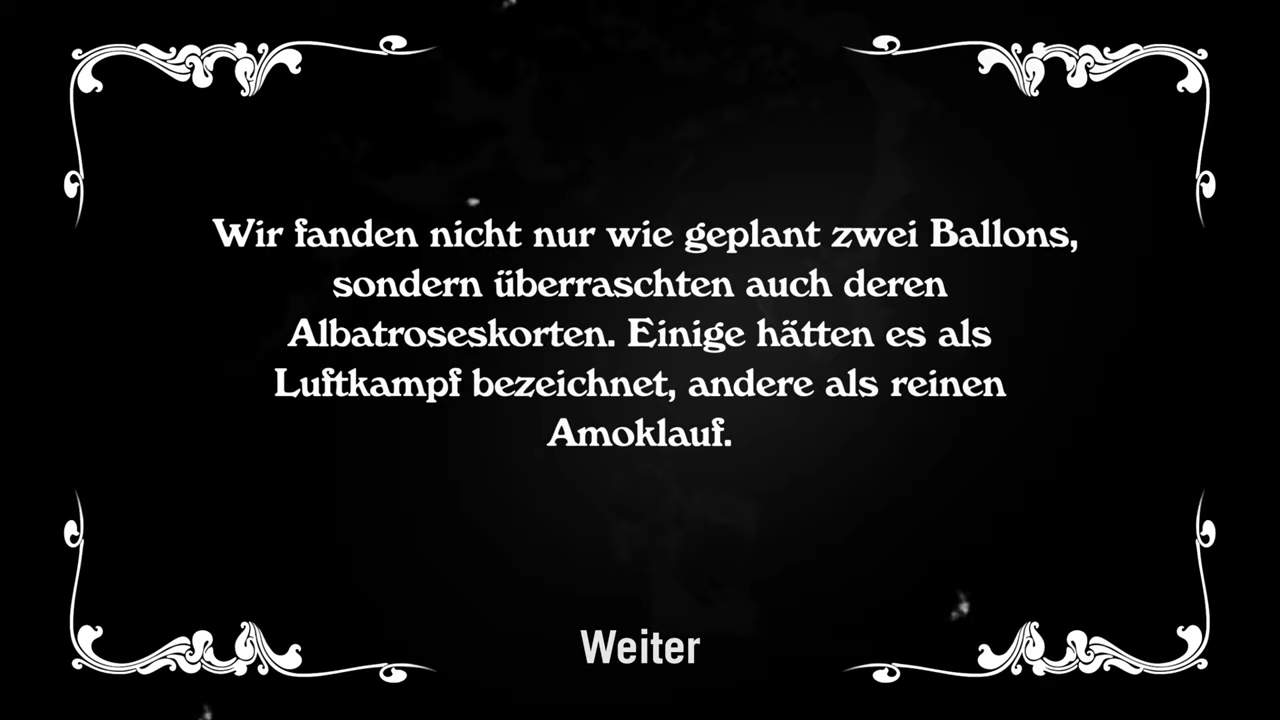 Wir fanden nicht nur wie geplant zwei Ballons,
sondern überraschten auch deren
Albatroseskorten. Einige hätten es als
Luftkampf bezeichnet, andere als reinen
Amoklauf.
Weiter